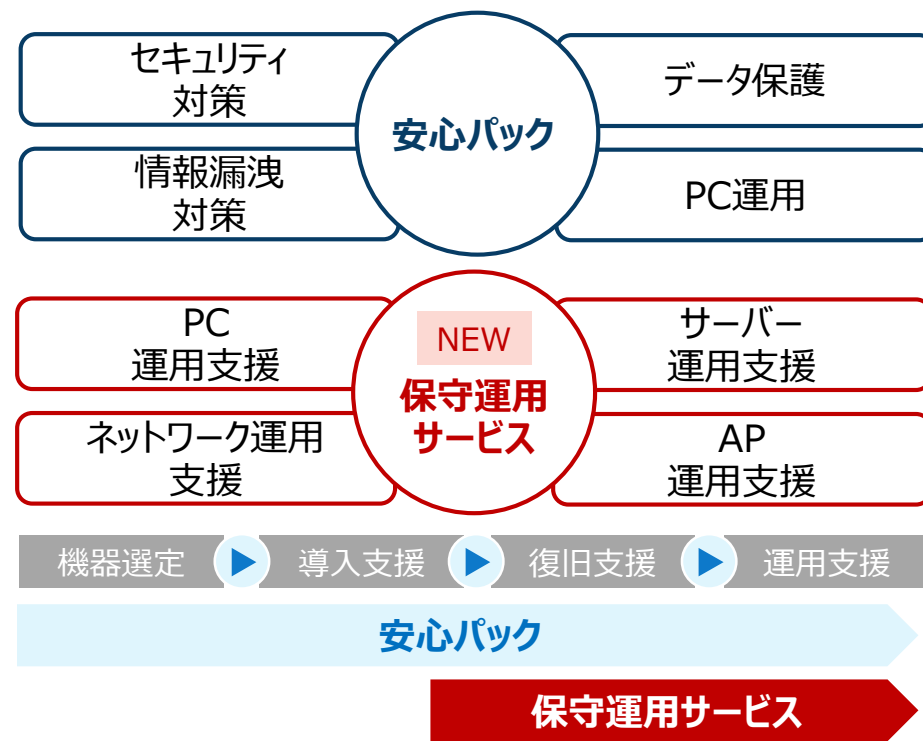 セキュリティ
対策
安心パック
データ保護
情報漏洩
対策
PC運用
PC
運用支援
NEW
保守運用
サービス
サーバー
運用支援
ネットワーク運用
支援
AP
運用支援
機器選定
導入支援
復旧支援
運用支援
安心パック
保守運用サービス